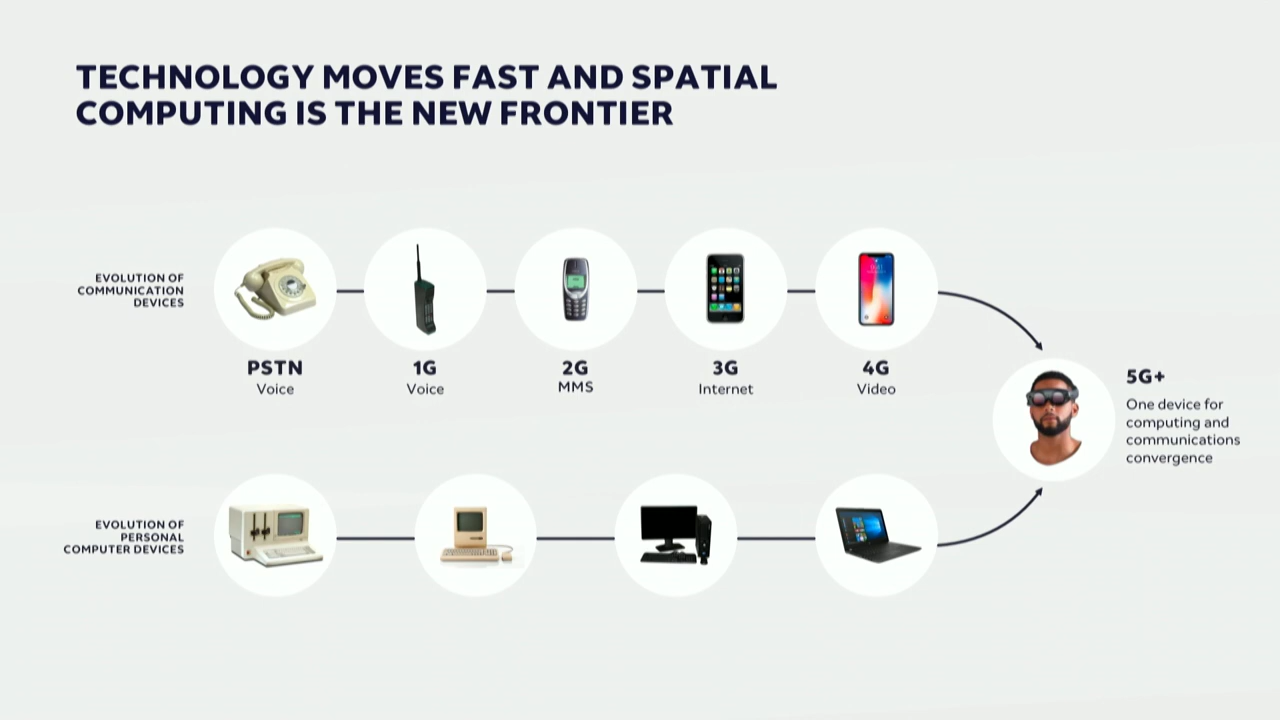 TECHNOLOGY MOVES FAST AND SPATIAL
COMPUTING IS THE NEW FRONTIER
EVOLUTION OF
COMMUNICATION
DEVICES
PSTN
Voice
1G
Voice
2G
MMS
3G
Internet
4G
Video
5G+
One device for
computing and
communications
convergence
EVOLUTION OF
PERSONAL
COMPUTER DEVICES